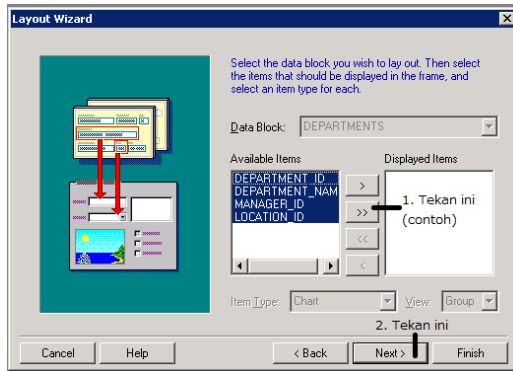 Layout Wizard
Select the data block you wish to lay out. Then select
the items that should be displayed in the frame, and
select an item type for each.
Data Block: DEPARTMENTS
Available Items Displayed Items
DEPARTMENT_ID
DEPARTMENT_NAM
MANAGER_ID
LOCATION_ID
>
>>
<<
<
1. Tekan ini
(contoh)
Item Type: Chart View: Group
2. Tekan ini
Cancel Help < Back Next > Finish